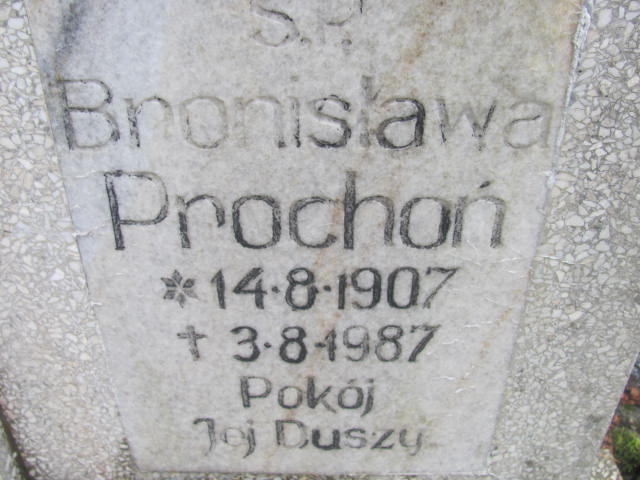 Ś.P.
Bronisława
Prochoń
* 14·8·1907
† 3·8·1987
Pokój
Jej Duszy